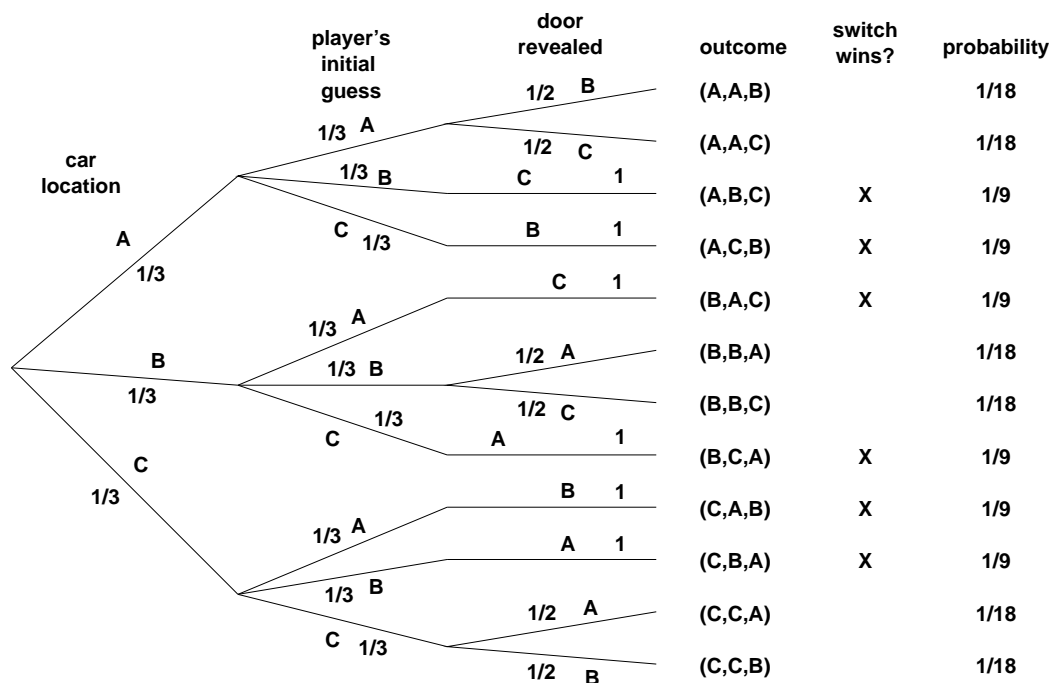 car
location
player's
initial
guess
door
revealed
outcome
switch
wins?
probability
A
1/3
B
1/3
C
1/3
1/3 A
1/3 B
C 1/3
1/3 A
1/3 B
1/3
C
1/3 A
1/3 B
C 1/3
1/2 B
1/2 C
C 1
B 1
C 1
1/2 A
1/2 C
A 1
B 1
A 1
1/2 A
1/2 B
(A,A,B) 1/18
(A,A,C) 1/18
(A,B,C) X 1/9
(A,C,B) X 1/9
(B,A,C) X 1/9
(B,B,A) 1/18
(B,B,C) 1/18
(B,C,A) X 1/9
(C,A,B) X 1/9
(C,B,A) X 1/9
(C,C,A) 1/18
(C,C,B) 1/18